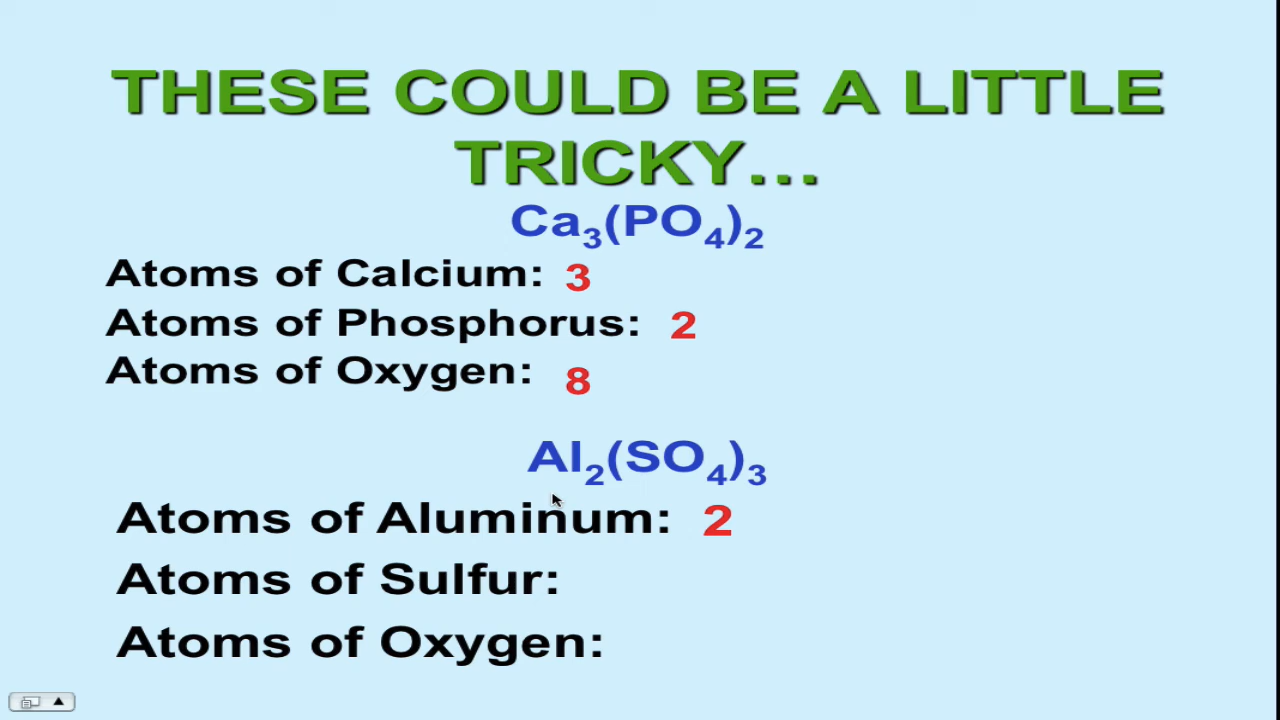 THESE COULD BE A LITTLE
TRICKY...
Ca₃(PO₄)₂
Atoms of Calcium: 3
Atoms of Phosphorus: 2
Atoms of Oxygen: 8
Al₂(SO₄)₃
Atoms of Aluminum: 2
Atoms of Sulfur:
Atoms of Oxygen: